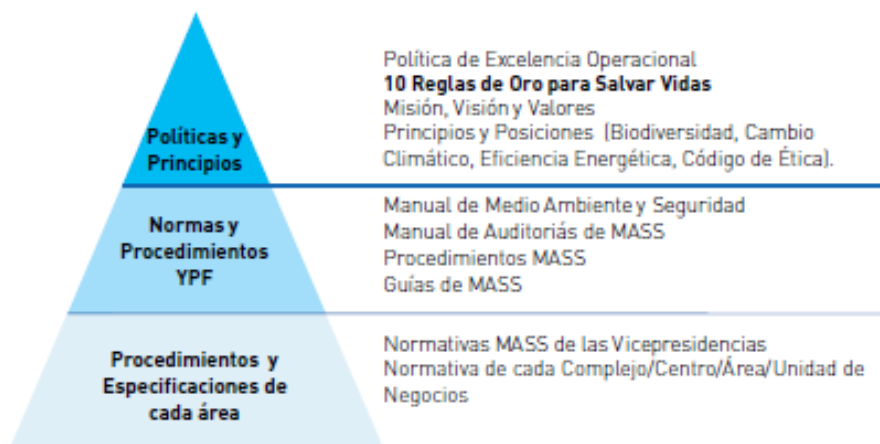 Políticas y
Principios
Política de Excelencia Operacional
10 Reglas de Oro para Salvar Vidas
Misión, Visión y Valores
Principios y Posiciones (Biodiversidad, Cambio
Climático, Eficiencia Energética, Código de Ética).
Normas y
Procedimientos
YPF
Manual de Medio Ambiente y Seguridad
Manual de Auditoriás de MASS
Procedimientos MASS
Guías de MASS
Procedimientos y
Especificaciones de
cada área
Normativas MASS de las Vicepresidencias
Normativa de cada Complejo/Centro/Área/Unidad de
Negocios